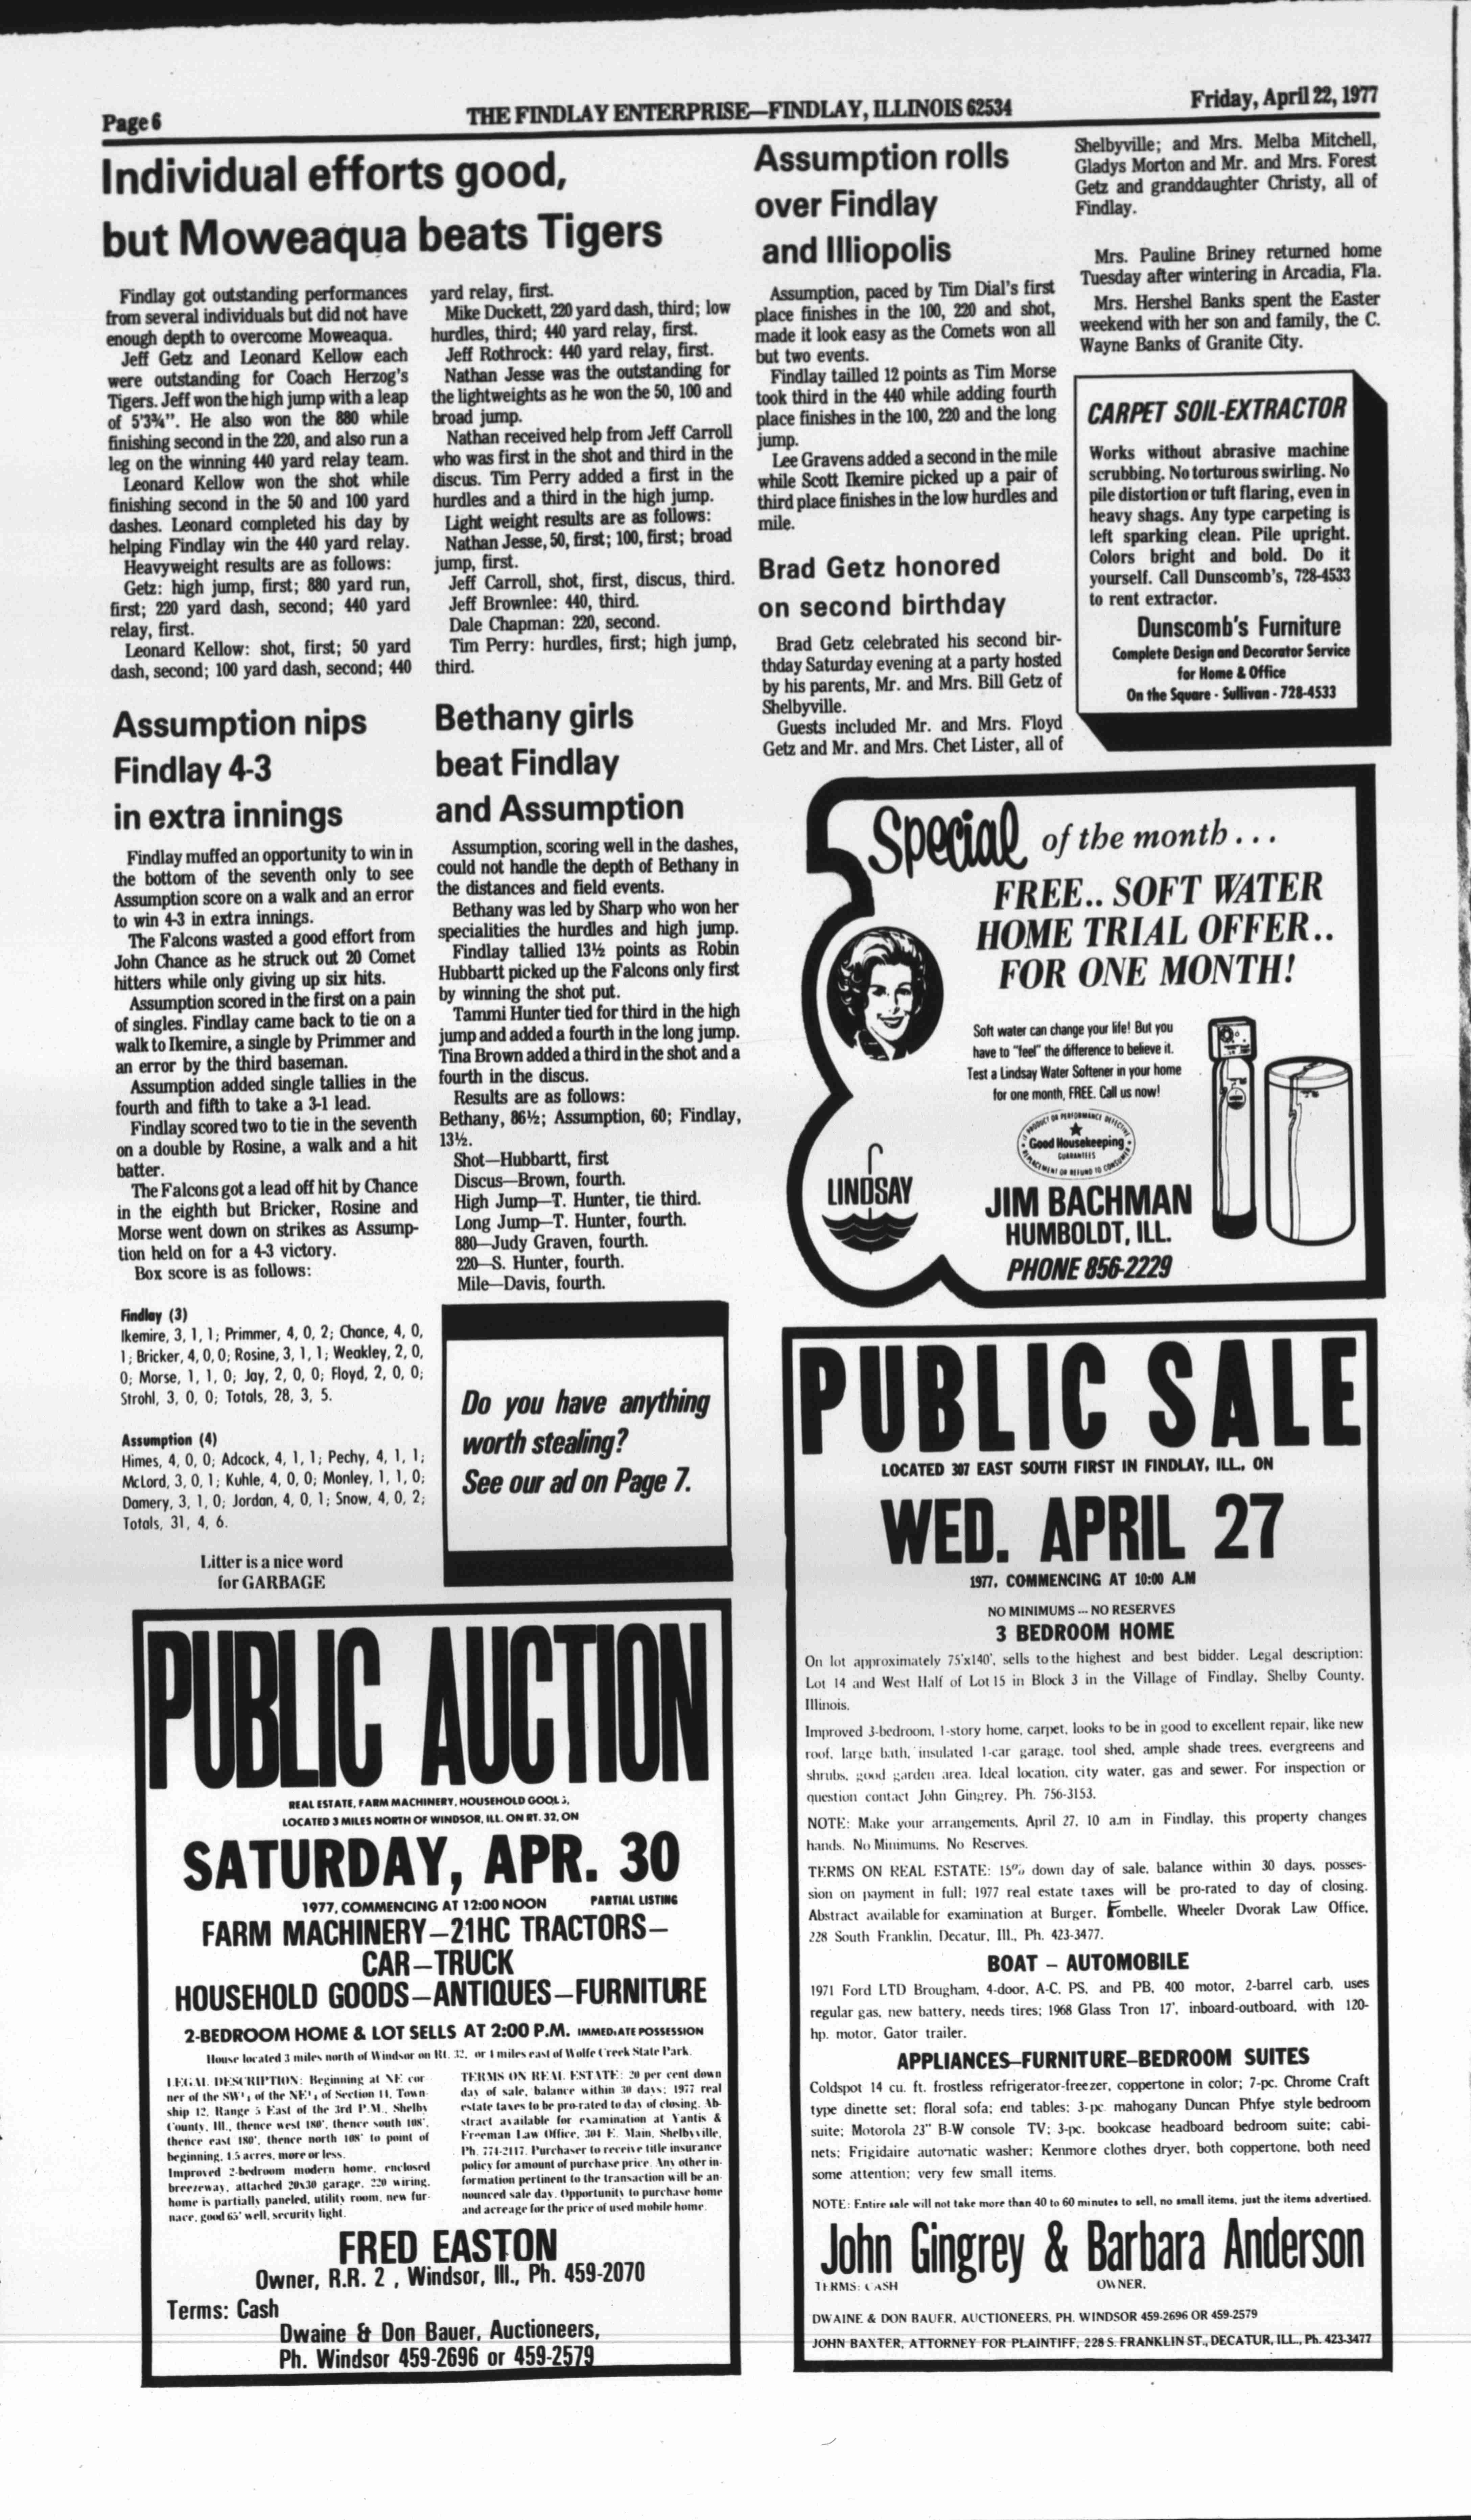 Page 6
THE FINDLAY ENTERPRISE—FINDLAY, ILLINOIS 62534
Friday, April 22, 1977
Individual efforts good,
but Moweaqua beats Tigers
Findlay got outstanding performances
from several individuals but did not have
enough depth to overcome Moweaqua.
Jeff Getz and Leonard Kellow each
were outstanding for Coach Herzog's
Tigers. Jeff won the high jump with a leap
of 5'3¾". He also won the 880 while
finishing second in the 220, and also run a
leg on the winning 440 yard relay team.
Leonard Kellow won the shot while
finishing second in the 50 and 100 yard
dashes. Leonard completed his day by
helping Findlay win the 440 yard relay.
Heavyweight results are as follows:
Getz: high jump, first; 880 yard run,
first; 220 yard dash, second; 440 yard
relay, first.
Leonard Kellow: shot, first; 50 yard
dash, second; 100 yard dash, second; 440
yard relay, first.
Mike Duckett, 220 yard dash, third; low
hurdles, third; 440 yard relay, first.
Jeff Rothrock: 440 yard relay, first.
Nathan Jesse was the outstanding for
the lightweights as he won the 50, 100 and
broad jump.
Nathan received help from Jeff Carroll
who was first in the shot and third in the
discus. Tim Perry added a first in the
hurdles and a third in the high jump.
Light weight results are as follows:
Nathan Jesse, 50, first; 100, first; broad
jump, first.
Jeff Carroll, shot, first, discus, third.
Jeff Brownlee: 440, third.
Dale Chapman: 220, second.
Tim Perry: hurdles, first; high jump,
third.
Assumption nips
Findlay 4-3
in extra innings
Findlay muffed an opportunity to win in
the bottom of the seventh only to see
Assumption score on a walk and an error
to win 4-3 in extra innings.
The Falcons wasted a good effort from
John Chance as he struck out 20 Comet
hitters while only giving up six hits.
Assumption scored in the first on a pain
of singles. Findlay came back to tie on a
walk to Ikemire, a single by Primmer and
an error by the third baseman.
Assumption added single tallies in the
fourth and fifth to take a 3-1 lead.
Findlay scored two to tie in the seventh
on a double by Rosine, a walk and a hit
batter.
The Falcons got a lead off hit by Chance
in the eighth but Bricker, Rosine and
Morse went down on strikes as Assump-
tion held on for a 4-3 victory.
Box score is as follows:
Findlay (3)
Ikemire, 3, 1, 1; Primmer, 4, 0, 2; Chance, 4, 0,
1; Bricker, 4, 0, 0; Rosine, 3, 1, 1; Weakley, 2, 0,
0; Morse, 1, 1, 0; Jay, 2, 0, 0; Floyd, 2, 0, 0;
Strohl, 3, 0, 0; Totals, 28, 3, 5.
Assumption (4)
Himes, 4, 0, 0; Adcock, 4, 1, 1; Pechy, 4, 1, 1;
McLord, 3, 0, 1; Kuhle, 4, 0, 0; Monley, 1, 1, 0;
Damery, 3, 1, 0; Jordan, 4, 0, 1; Snow, 4, 0, 2;
Totals, 31, 4, 6.
Litter is a nice word
for GARBAGE
Bethany girls
beat Findlay
and Assumption
Assumption, scoring well in the dashes,
could not handle the depth of Bethany in
the distances and field events.
Bethany was led by Sharp who won her
specialities the hurdles and high jump.
Findlay tallied 13½ points as Robin
Hubbartt picked up the Falcons only first
by winning the shot put.
Tammi Hunter tied for third in the high
jump and added a fourth in the long jump.
Tina Brown added a third in the shot and a
fourth in the discus.
Results are as follows:
Bethany, 86½; Assumption, 60; Findlay,
13½.
Shot—Hubbartt, first
Discus—Brown, fourth.
High Jump—T. Hunter, tie third.
Long Jump—T. Hunter, fourth.
880—Judy Graven, fourth.
220—S. Hunter, fourth.
Mile—Davis, fourth.
Do you have anything
worth stealing?
See our ad on Page 7.
Assumption rolls
over Findlay
and Illiopolis
Assumption, paced by Tim Dial's first
place finishes in the 100, 220 and shot,
made it look easy as the Comets won all
but two events.
Findlay tailled 12 points as Tim Morse
took third in the 440 while adding fourth
place finishes in the 100, 220 and the long
jump.
Lee Gravens added a second in the mile
while Scott Ikemire picked up a pair of
third place finishes in the low hurdles and
mile.
Brad Getz honored
on second birthday
Brad Getz celebrated his second bir-
thday Saturday evening at a party hosted
by his parents, Mr. and Mrs. Bill Getz of
Shelbyville.
Guests included Mr. and Mrs. Floyd
Getz and Mr. and Mrs. Chet Lister, all of
Shelbyville; and Mrs. Melba Mitchell,
Gladys Morton and Mr. and Mrs. Forest
Getz and granddaughter Christy, all of
Findlay.
Mrs. Pauline Briney returned home
Tuesday after wintering in Arcadia, Fla.
Mrs. Hershel Banks spent the Easter
weekend with her son and family, the C.
Wayne Banks of Granite City.
CARPET SOIL-EXTRACTOR
Works without abrasive machine
scrubbing. No torturous swirling. No
pile distortion or tuft flaring, even in
heavy shags. Any type carpeting is
left sparking clean. Pile upright.
Colors bright and bold. Do it
yourself. Call Dunscomb's, 728-4533
to rent extractor.
Dunscomb's Furniture
Complete Design and Decorator Service
for Home & Office
On the Square - Sullivan - 728-4533
Special of the month . . .
FREE.. SOFT WATER
HOME TRIAL OFFER..
FOR ONE MONTH!
Soft water can change your life! But you
have to "feel" the difference to believe it.
Test a Lindsay Water Softener in your home
for one month, FREE. Call us now!
Good Housekeeping
GUARANTEES
IF PRODUCT OR PERFORMANCE DEFECTIVE
REPLACEMENT OR REFUND TO CONSUMER
LINDSAY
JIM BACHMAN
HUMBOLDT, ILL.
PHONE 856-2229
PUBLIC AUCTION
REAL ESTATE, FARM MACHINERY, HOUSEHOLD GOODS,
LOCATED 3 MILES NORTH OF WINDSOR, ILL. ON RT. 32, ON
SATURDAY, APR. 30
1977, COMMENCING AT 12:00 NOON PARTIAL LISTING
FARM MACHINERY—21HC TRACTORS—
CAR—TRUCK
HOUSEHOLD GOODS—ANTIQUES—FURNITURE
2-BEDROOM HOME & LOT SELLS AT 2:00 P.M. IMMEDIATE POSSESSION
House located 3 miles north of Windsor on Rt. 32, or 4 miles east of Wolfe Creek State Park.
LEGAL DESCRIPTION: Beginning at NE cor-
ner of the SW¼ of the NE¼ of Section 14, Town-
ship 12, Range 5 East of the 3rd P.M., Shelby
County, Ill., thence west 180', thence south 108',
thence east 180', thence north 108' to point of
beginning, 1.5 acres, more or less.
Improved 2-bedroom modern home, enclosed
breezeway, attached 20x30 garage, 220 wiring,
home is partially paneled, utility room, new fur-
nace, good 65' well, security light.
TERMS ON REAL ESTATE: 20 per cent down
day of sale, balance within 30 days; 1977 real
estate taxes to be pro-rated to day of closing. Ab-
stract available for examination at Yantis &
Freeman Law Office, 304 E. Main, Shelbyville,
Ph. 774-2117. Purchaser to receive title insurance
policy for amount of purchase price. Any other in-
formation pertinent to the transaction will be an-
nounced sale day. Opportunity to purchase home
and acreage for the price of used mobile home.
FRED EASTON
Owner, R.R. 2 , Windsor, Ill., Ph. 459-2070
Terms: Cash
Dwaine & Don Bauer, Auctioneers,
Ph. Windsor 459-2696 or 459-2579
PUBLIC SALE
LOCATED 307 EAST SOUTH FIRST IN FINDLAY, ILL., ON
WED. APRIL 27
1977, COMMENCING AT 10:00 A.M
NO MINIMUMS --- NO RESERVES
3 BEDROOM HOME
On lot approximately 75'x140', sells to the highest and best bidder. Legal description:
Lot 14 and West Half of Lot 15 in Block 3 in the Village of Findlay, Shelby County,
Illinois.
Improved 3-bedroom, 1-story home, carpet, looks to be in good to excellent repair, like new
roof, large bath, insulated 1-car garage, tool shed, ample shade trees, evergreens and
shrubs, good garden area. Ideal location, city water, gas and sewer. For inspection or
question contact John Gingrey, Ph. 756-3153.
NOTE: Make your arrangements, April 27, 10 a.m in Findlay, this property changes
hands. No Minimums, No Reserves.
TERMS ON REAL ESTATE: 15% down day of sale, balance within 30 days, posses-
sion on payment in full; 1977 real estate taxes will be pro-rated to day of closing.
Abstract available for examination at Burger, Fombelle, Wheeler Dvorak Law Office,
228 South Franklin, Decatur, Ill., Ph. 423-3477.
BOAT – AUTOMOBILE
1971 Ford LTD Brougham, 4-door, A-C, PS, and PB, 400 motor, 2-barrel carb, uses
regular gas, new battery, needs tires; 1968 Glass Tron 17', inboard-outboard, with 120-
hp. motor, Gator trailer.
APPLIANCES–FURNITURE–BEDROOM SUITES
Coldspot 14 cu. ft. frostless refrigerator-freezer, coppertone in color; 7-pc. Chrome Craft
type dinette set; floral sofa; end tables; 3-pc. mahogany Duncan Phfye style bedroom
suite; Motorola 23" B-W console TV; 3-pc. bookcase headboard bedroom suite; cabi-
nets; Frigidaire automatic washer; Kenmore clothes dryer, both coppertone, both need
some attention; very few small items.
NOTE: Entire sale will not take more than 40 to 60 minutes to sell, no small items, just the items advertised.
John Gingrey & Barbara Anderson
TERMS: CASH
OWNER,
DWAINE & DON BAUER, AUCTIONEERS, PH. WINDSOR 459-2696 OR 459-2579
JOHN BAXTER, ATTORNEY FOR PLAINTIFF, 228 S. FRANKLIN ST., DECATUR, ILL., Ph. 423-3477